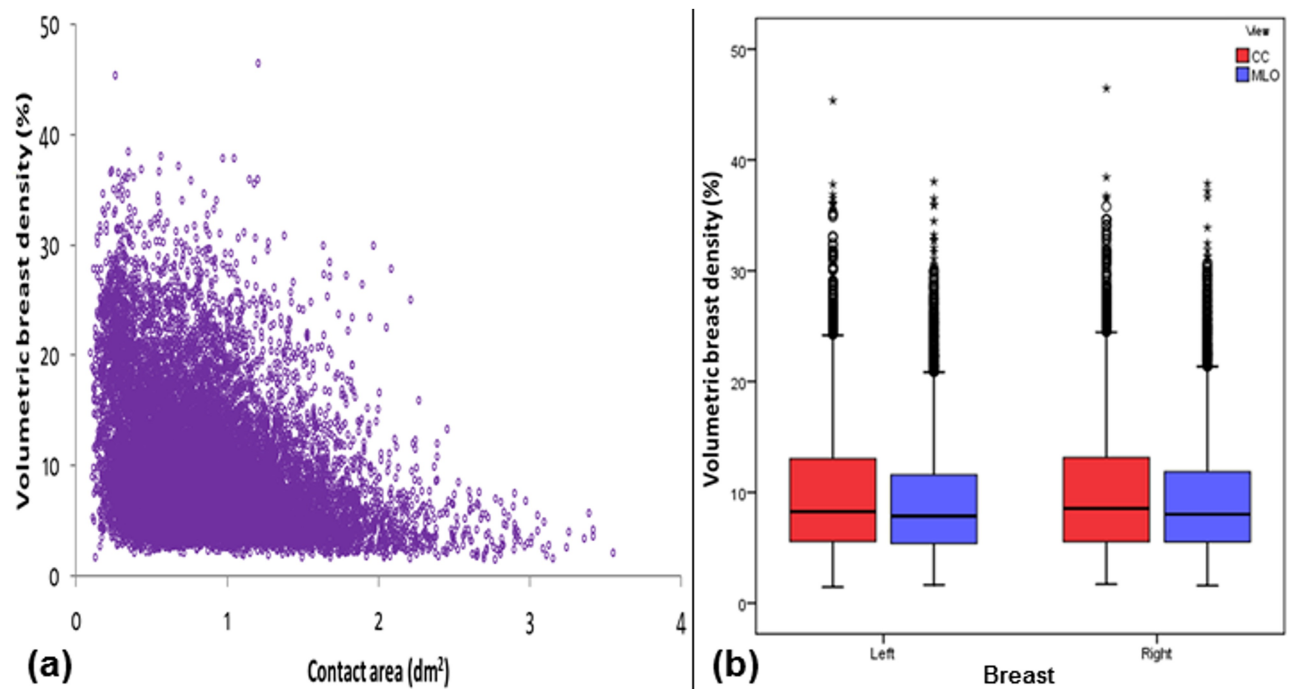 50
40
30
20
10
0
Volumetric breast density (%)
0 1 2 3 4
Contact area (dm²)
(a)
View
CC
MLO
50
40
30
20
10
0
Volumetric breast density (%)
Left Right
Breast
(b)